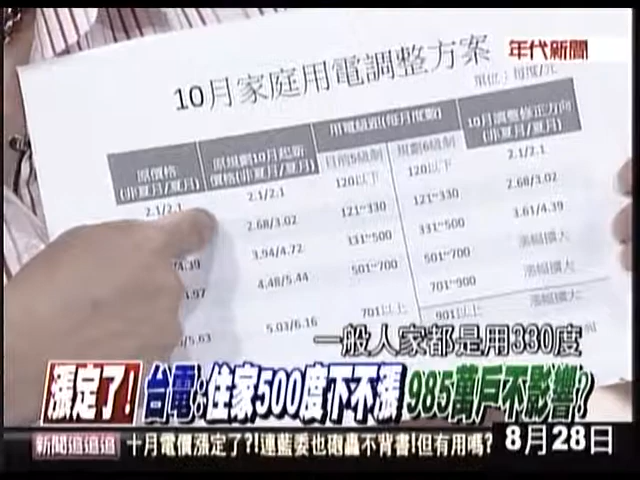 年代新聞
10月家庭用電調整方案
單位：每度/元
原價格
(非夏月/夏月)
原規劃10月起新
價格(非夏月/夏月)
用電級距(每月度數)
目前5級制
規劃6級制
10月調整修正方向
(非夏月/夏月)
2.1/2.1
2.1/2.1
120以下
120以下
2.1/2.1
2.68/3.02
121~330
121~330
2.68/3.02
4.39
3.94/4.72
331~500
331~500
3.61/4.39
4.97
4.48/5.44
501~700
501~700
漲幅擴大
701~900
漲幅擴大
5.63
5.03/6.16
701以上
901以上
漲幅擴大
一般人家都是用330度
漲定了! 台電:住家500度下不漲 985萬戶不影響?
新聞追追追 十月電價漲定了?!連藍委也砲轟不背書!但有用嗎? 8月28日